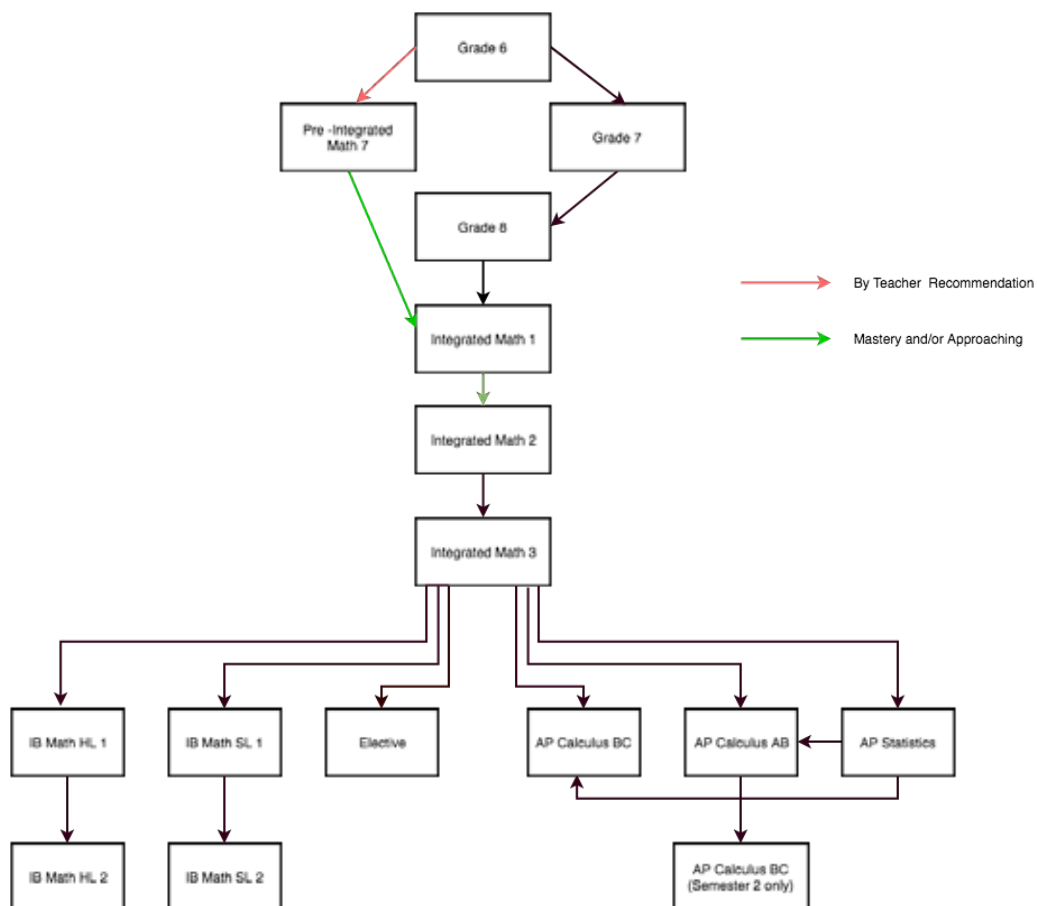 Grade 6
Pre -Integrated
Math 7
Grade 7
Grade 8
By Teacher  Recommendation
Integrated Math 1
Mastery and/or Approaching
Integrated Math 2
Integrated Math 3
IB Math HL 1
IB Math SL 1
Elective
AP Calculus BC
AP Calculus AB
AP Statistics
IB Math HL 2
IB Math SL 2
AP Calculus BC
(Semester 2 only)